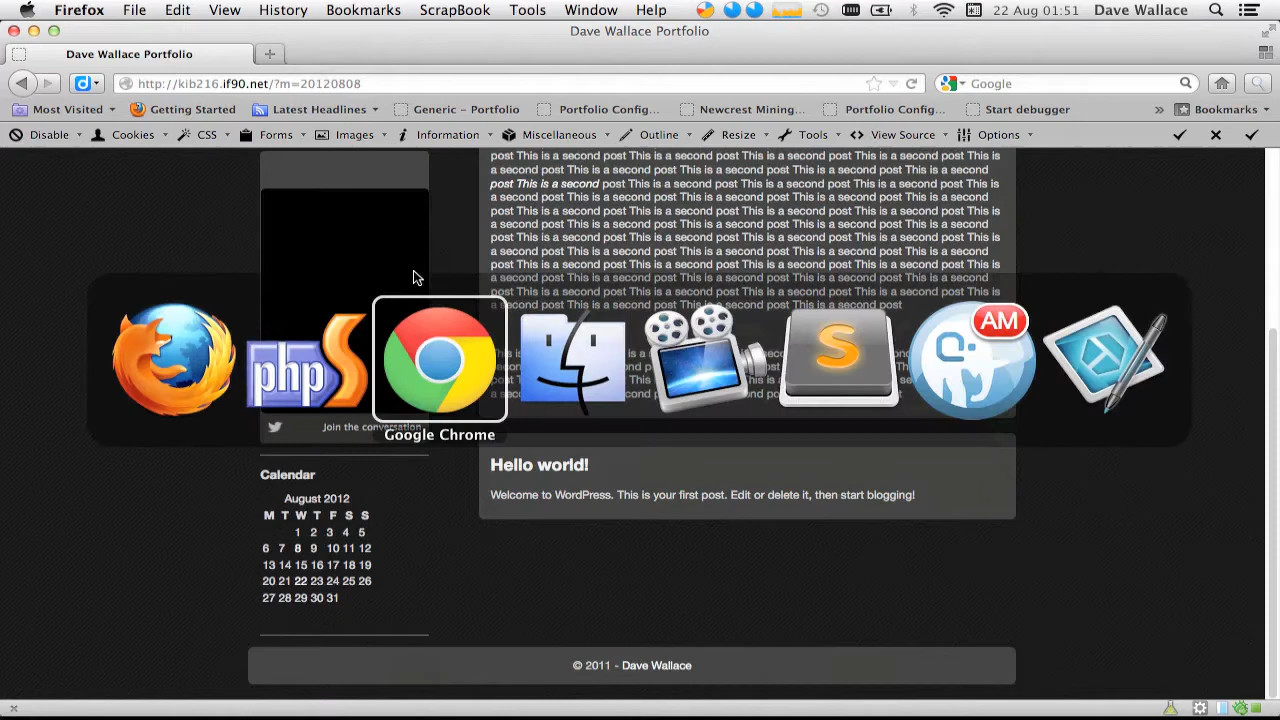 Firefox File Edit View History Bookmarks ScrapBook Tools Window Help 22 Aug 01:51 Dave Wallace
Dave Wallace Portfolio
Dave Wallace Portfolio
http://kib216.if90.net/?m=20120808 Google
Most Visited Getting Started Latest Headlines Generic - Portfolio Portfolio Config... Newcrest Mining... Portfolio Config... Start debugger » Bookmarks
Disable Cookies CSS Forms Images Information Miscellaneous Outline Resize Tools View Source Options
post This is a second post This is a second post This is a second post This is a second
post This is a second post This is a second post This is a second post This is a second
post This is a second post This is a second post This is a second post This is a second
post This is a second post This is a second post This is a second post This is a second
post This is a second post This is a second post This is a second post This is a second
post This is a second post This is a second post This is a second post This is a second
post This is a second post This is a second post This is a second post This is a second
post This is a second post This is a second post This is a second post This is a second
post This is a second post This is a second post This is a second post This is a second
post This is a second post This is a second post This is a second post This is a second
post This is a second post This is a second post This is a second post This is a second
post This is a second post This is a second post This is a second post
php S
S
AM
Join the conversation
Google Chrome
Calendar
August 2012
M T W T F S S
1 2 3 4 5
6 7 8 9 10 11 12
13 14 15 16 17 18 19
20 21 22 23 24 25 26
27 28 29 30 31
Hello world!
Welcome to WordPress. This is your first post. Edit or delete it, then start blogging!
© 2011 - Dave Wallace